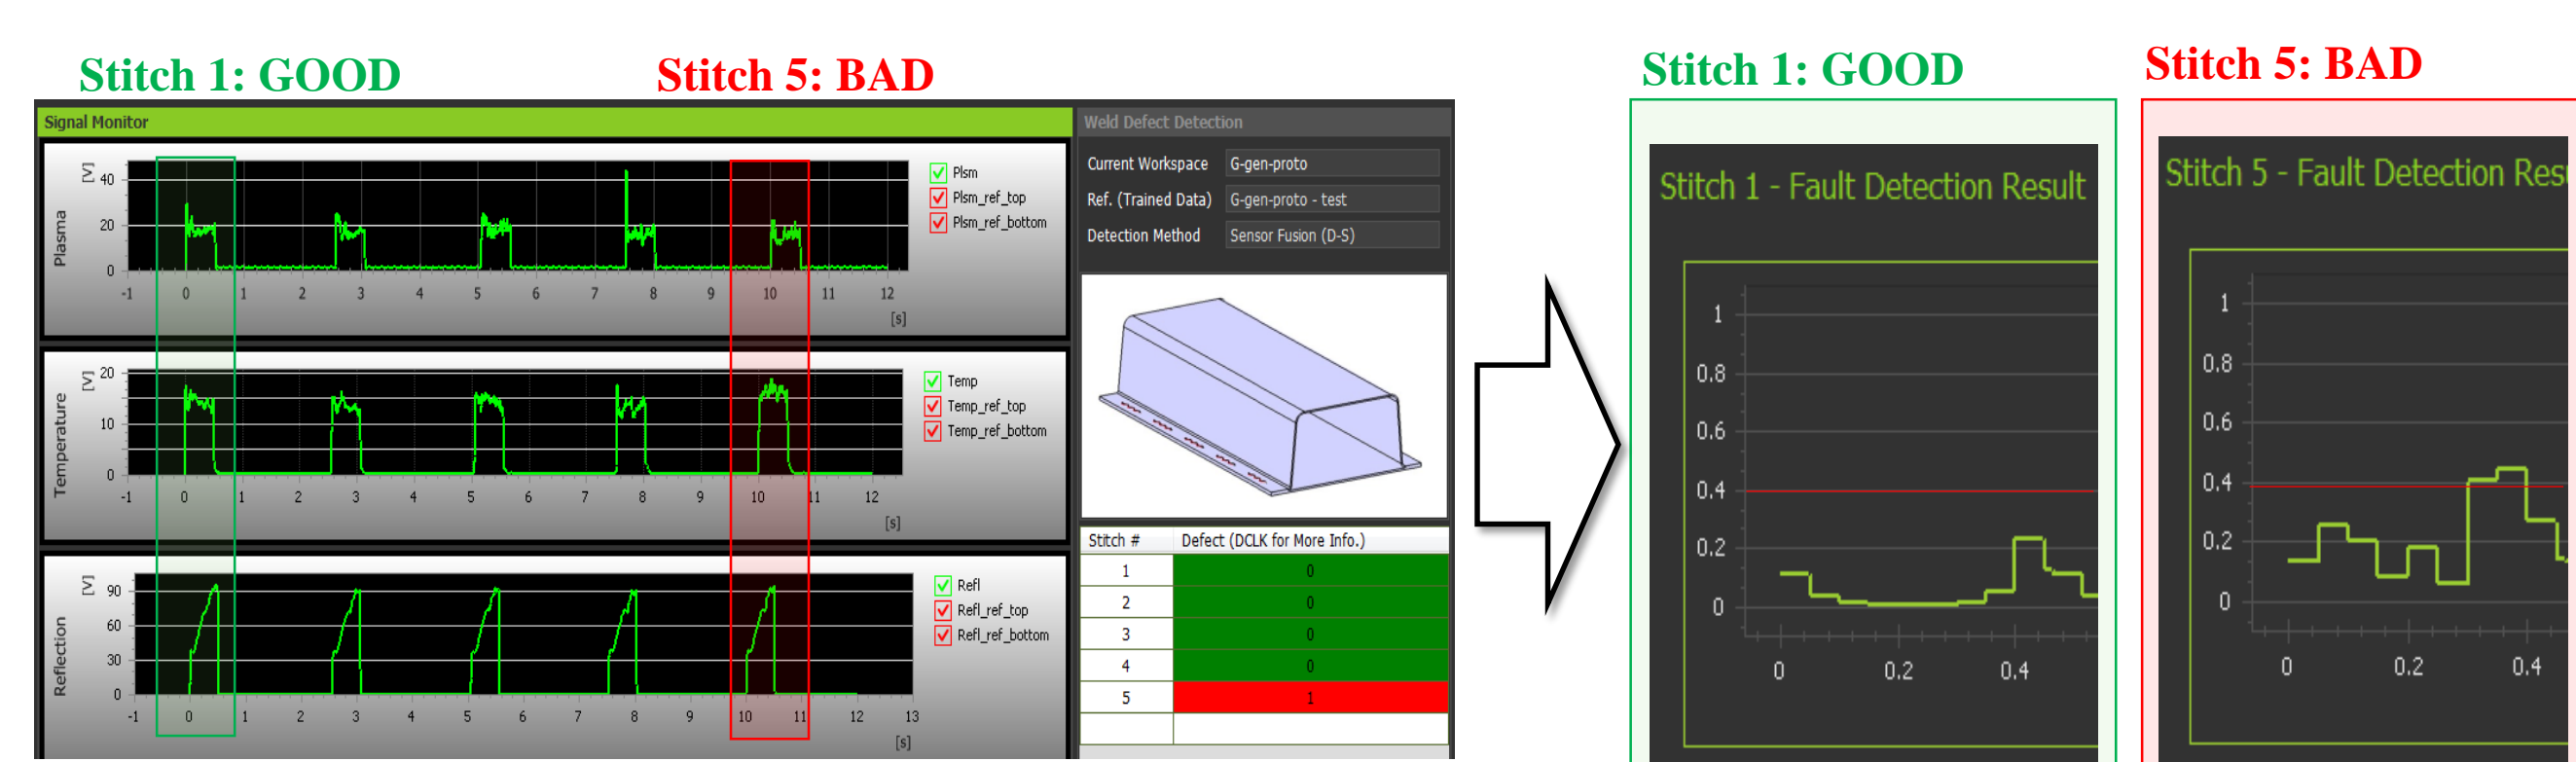 Stitch 1: GOOD
Stitch 5: BAD
Signal Monitor
[V]
Plasma
40
20
0
-1 0 1 2 3 4 5 6 7 8 9 10 11 12
[s]
Plsm
Plsm_ref_top
Plsm_ref_bottom
[V]
Temperature
20
10
0
-1 0 1 2 3 4 5 6 7 8 9 10 11 12
[s]
Temp
Temp_ref_top
Temp_ref_bottom
[V]
Reflection
90
60
30
0
-1 0 1 2 3 4 5 6 7 8 9 10 11 12 13
[s]
Refl
Refl_ref_top
Refl_ref_bottom
Weld Defect Detection
Current Workspace G-gen-proto
Ref. (Trained Data) G-gen-proto - test
Detection Method Sensor Fusion (D-S)
Stitch # Defect (DCLK for More Info.)
1 0
2 0
3 0
4 0
5 1
Stitch 1: GOOD
Stitch 1 - Fault Detection Result
1
0.8
0.6
0.4
0.2
0
0 0.2 0.4
Stitch 5: BAD
Stitch 5 - Fault Detection
1
0.8
0.6
0.4
0.2
0
0 0.2 0.4